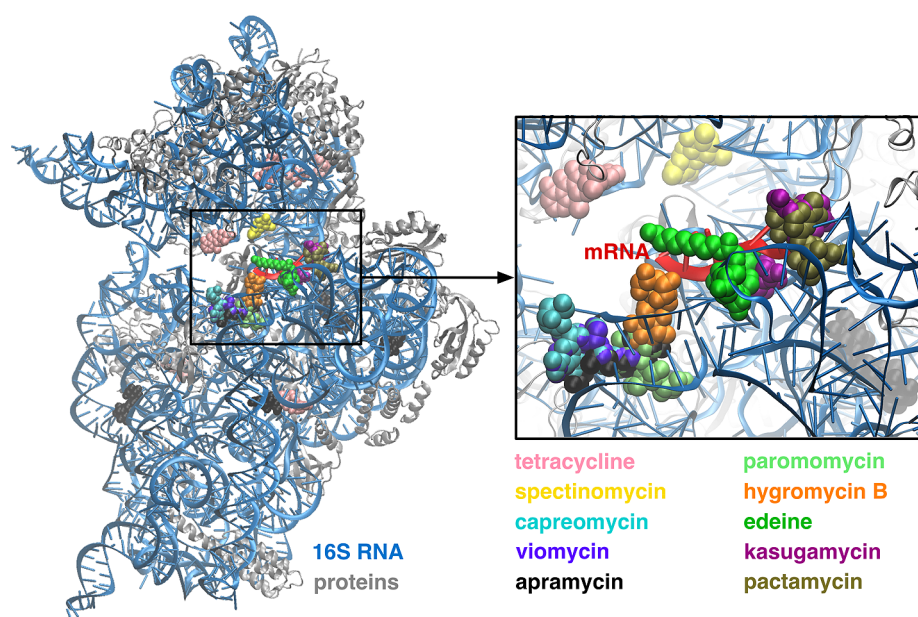 mRNA
16S RNA
proteins
tetracycline
spectinomycin
capreomycin
viomycin
apramycin
paromomycin
hygromycin B
edeine
kasugamycin
pactamycin